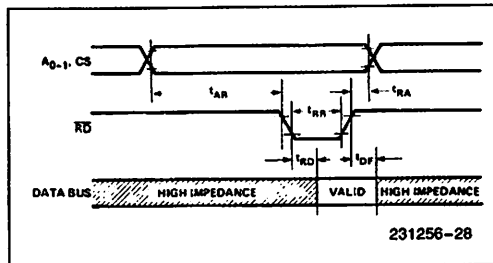 A0-1, CS
tAR tRR tRA
RD
tRD tDF
DATA BUS HIGH IMPEDANCE VALID HIGH IMPEDANCE
231256-28